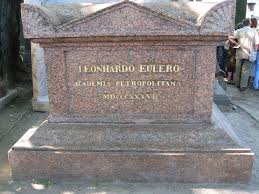 LEONHARDO EULERO
ACADEMIA PETROPOLITANA
MDCCCXXXVII